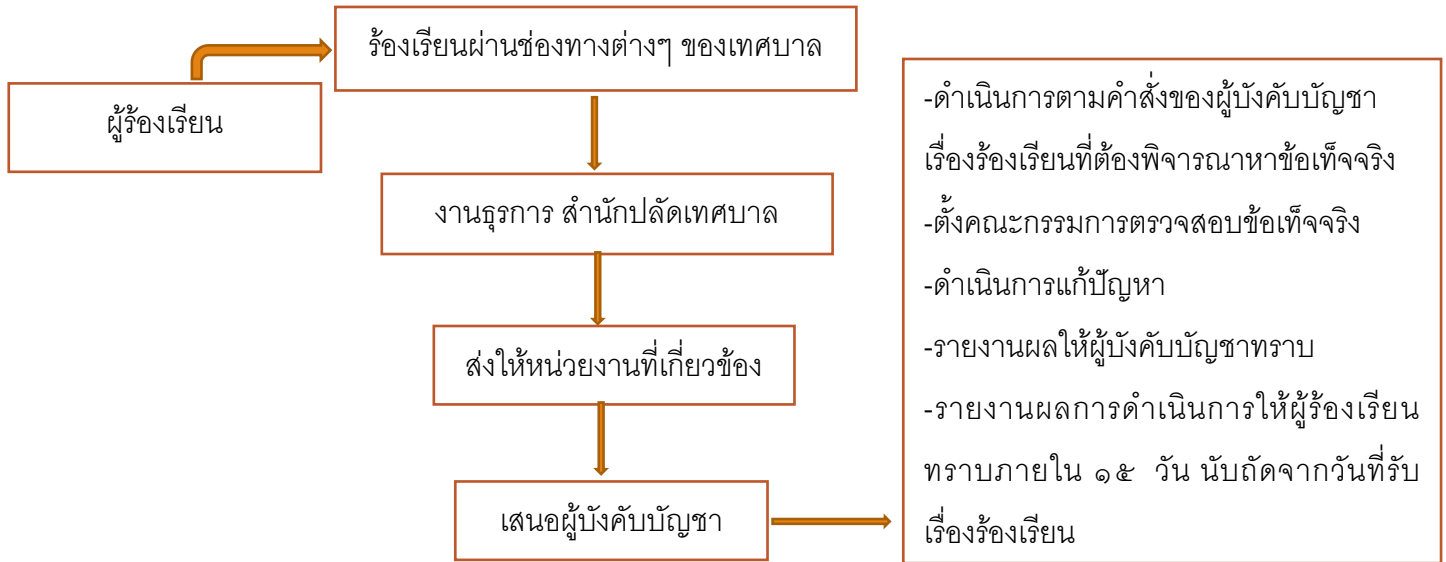 ผู้ร้องเรียน
ร้องเรียนผ่านช่องทางต่างๆ ของเทศบาล
งานธุรการ สำนักปลัดเทศบาล
ส่งให้หน่วยงานที่เกี่ยวข้อง
เสนอผู้บังคับบัญชา
-ดำเนินการตามคำสั่งของผู้บังคับบัญชา
เรื่องร้องเรียนที่ต้องพิจารณาหาข้อเท็จจริง
-ตั้งคณะกรรมการตรวจสอบข้อเท็จจริง
-ดำเนินการแก้ปัญหา
-รายงานผลให้ผู้บังคับบัญชาทราบ
-รายงานผลการดำเนินการให้ผู้ร้องเรียน
ทราบภายใน ๑๕ วัน นับถัดจากวันที่รับ
เรื่องร้องเรียน